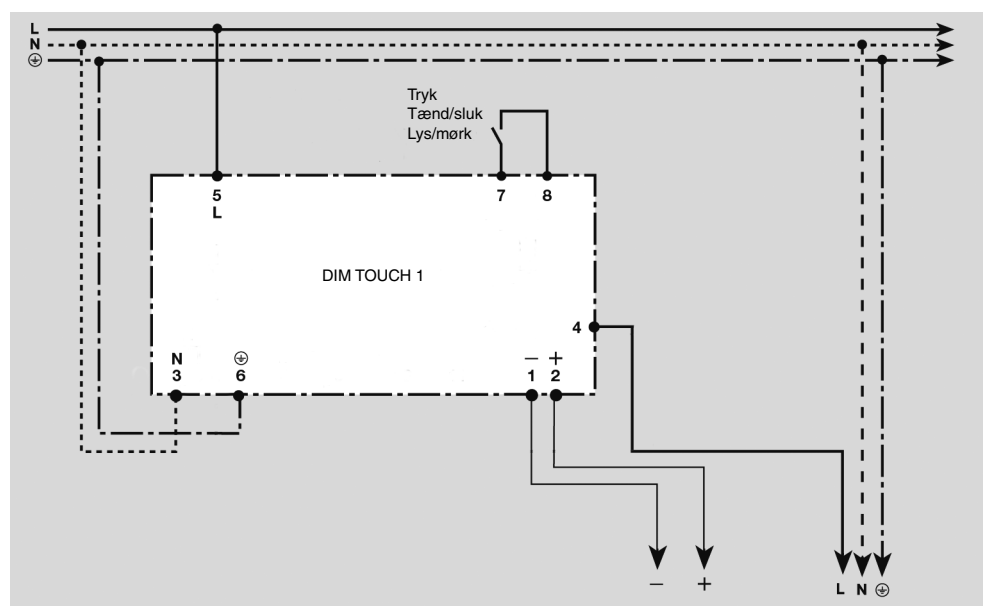 L
N
⏚
Tryk
Tænd/sluk
Lys/mørk
5
L
7
8
DIM TOUCH 1
4
N
3
⏚
6
−
1
+
2
−
+
L N ⏚